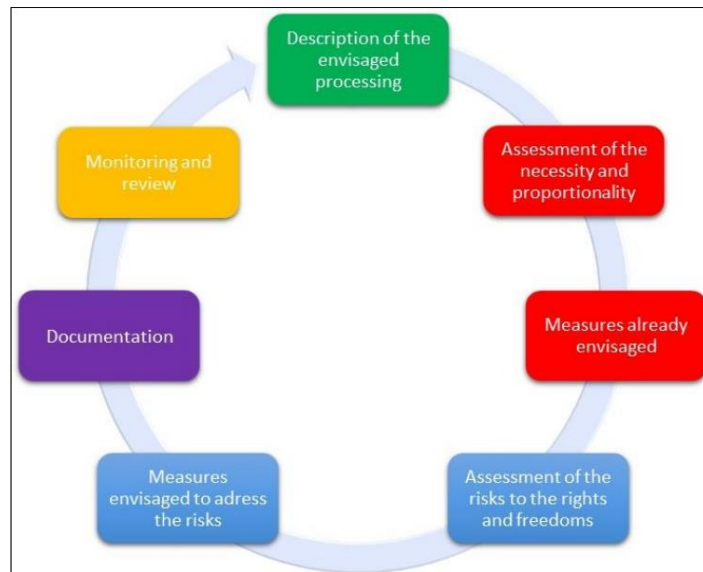 Description of the
envisaged
processing
Assessment of the
necessity and
proportionality
Measures already
envisaged
Assessment of the
risks to the rights
and freedoms
Measures
envisaged to adress
the risks
Documentation
Monitoring and
review